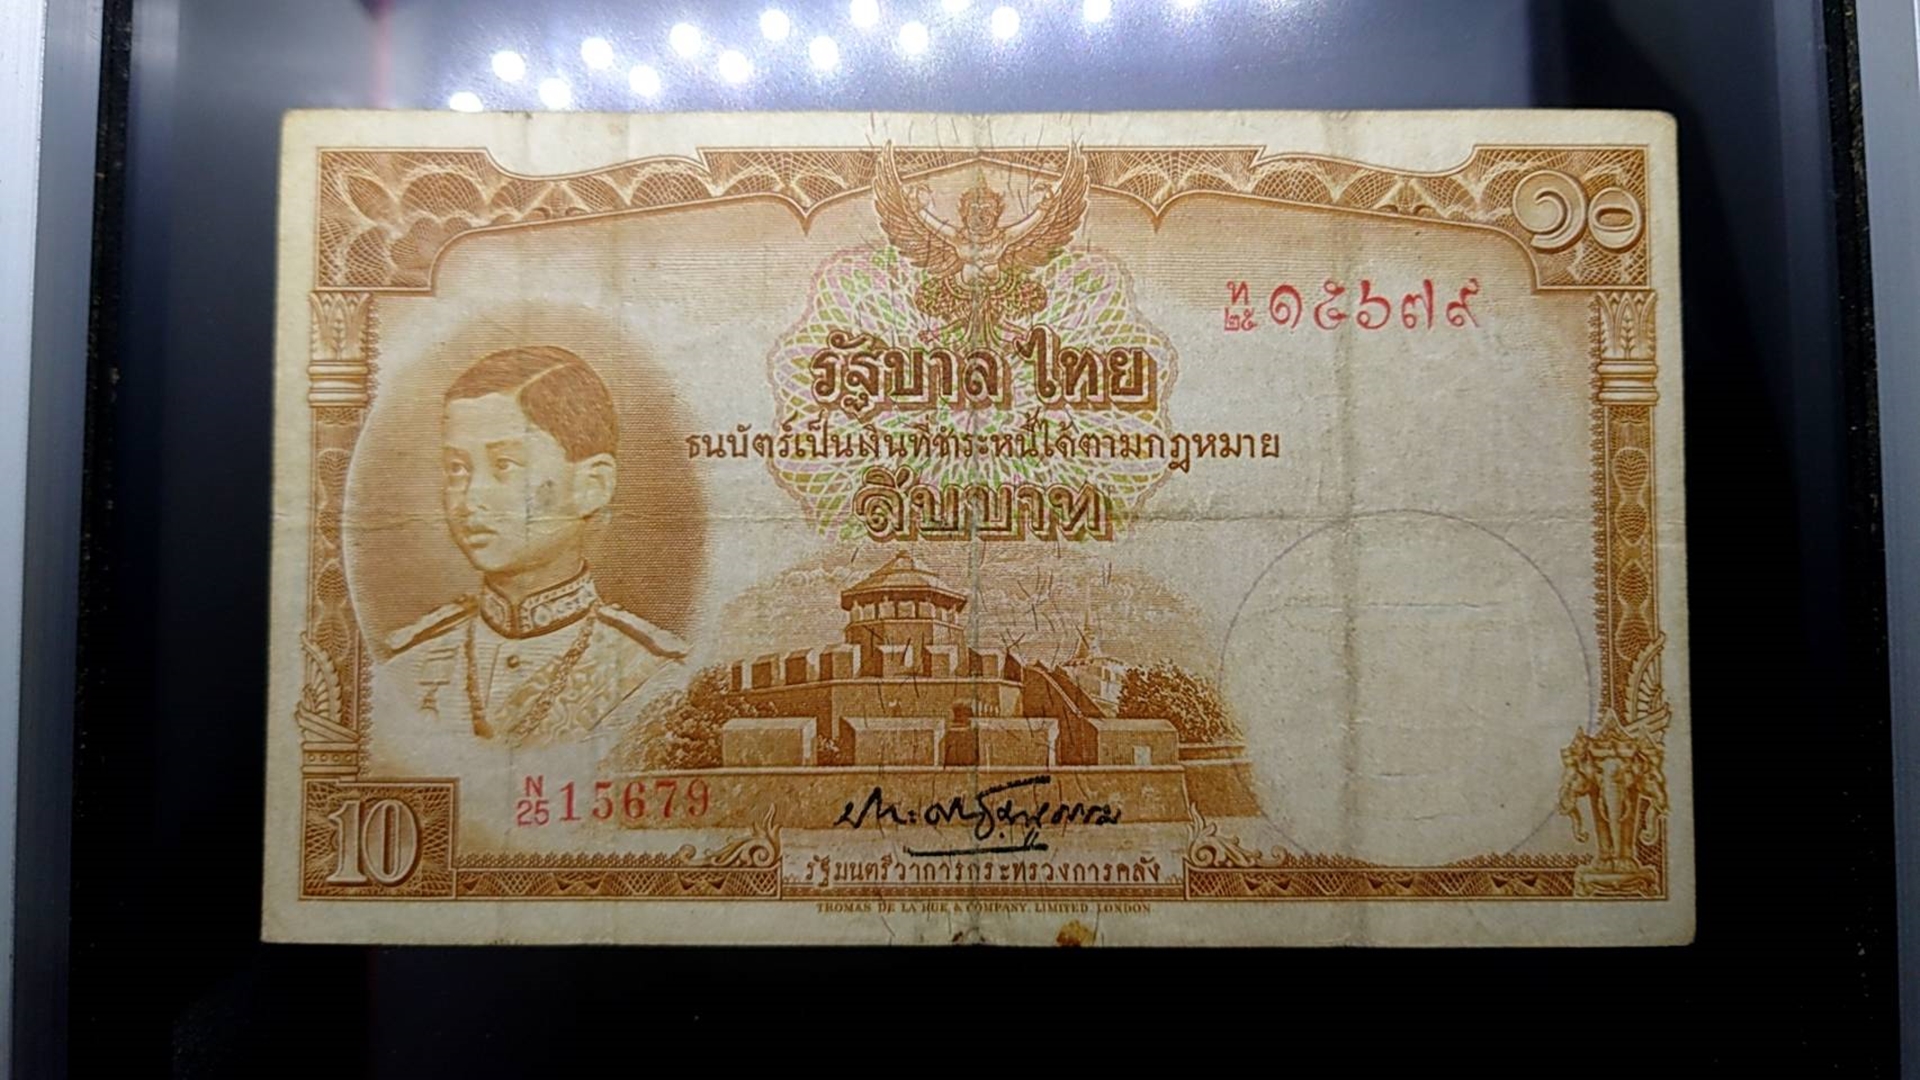 ๑๐
ท
๒๕ ๑๕๖๗๙
รัฐบาลไทย
ธนบัตร์เป็นเงินที่ชำระหนี้ได้ตามกฎหมาย
สิบบาท
N
25 15679
10
รัฐมนตรีวาการกระทรวงการคลัง
THOMAS DE LA RUE & COMPANY, LIMITED LONDON